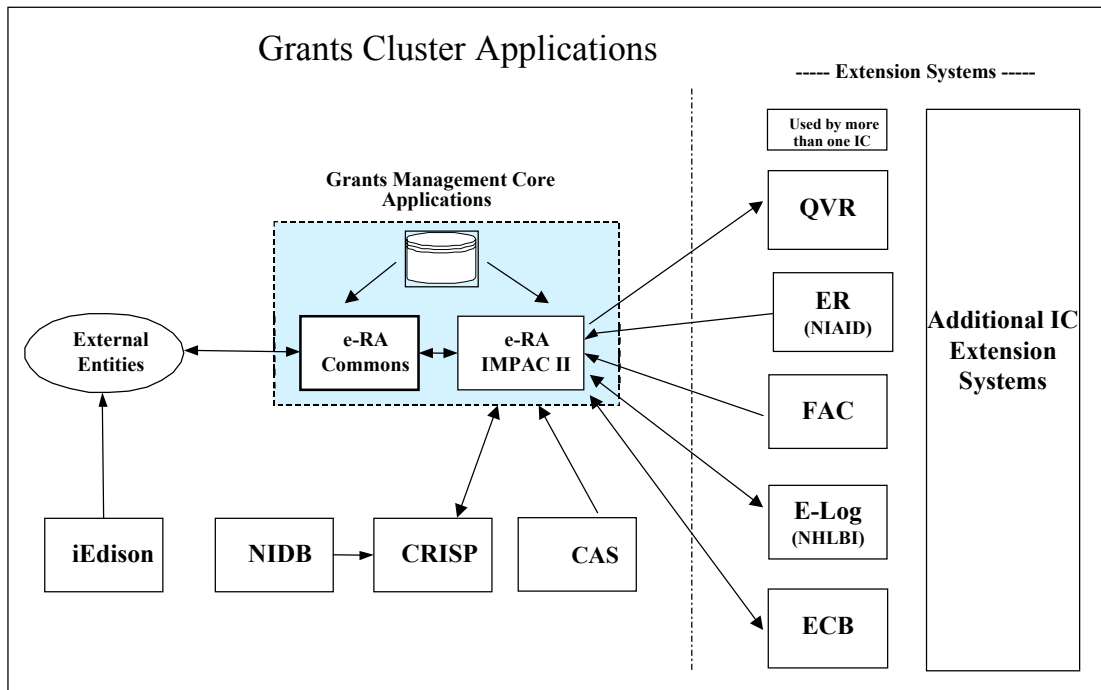 Grants Cluster Applications
----- Extension Systems -----
Used by more
than one IC
Grants Management Core
Applications
QVR
ER
(NIAID)
Additional IC
Extension
Systems
External
Entities
e-RA
Commons
e-RA
IMPAC II
FAC
E-Log
(NHLBI)
iEdison
NIDB
CRISP
CAS
ECB